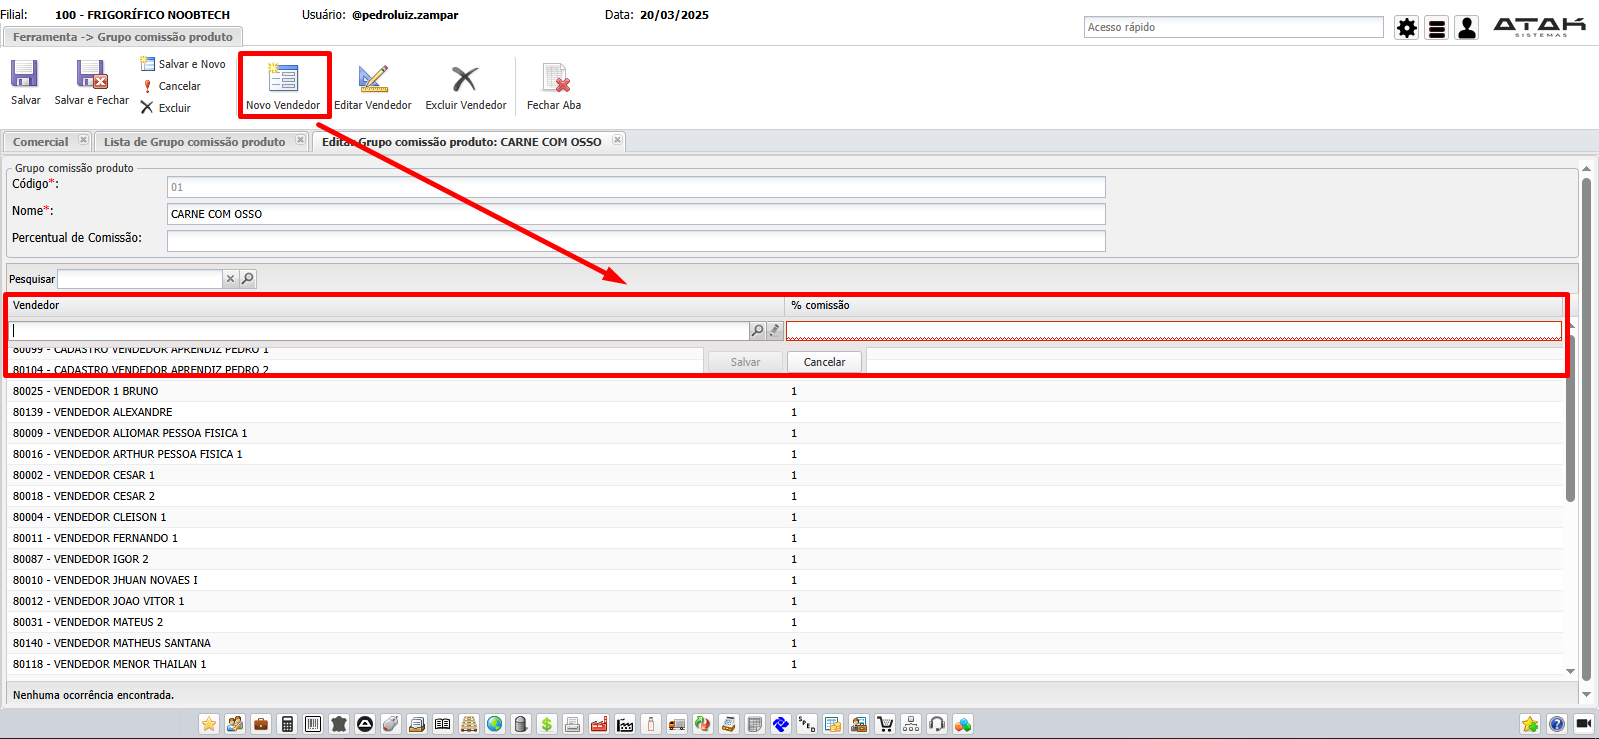 Filial: 100 - FRIGORÍFICO NOOBTECH Usuário: @pedroluiz.zampar Data: 20/03/2025
Acesso rápido
ATAK
SISTEMAS
Ferramenta -> Grupo comissão produto
Salvar
Salvar e Fechar
Salvar e Novo
Cancelar
Excluir
Novo Vendedor
Editar Vendedor
Excluir Vendedor
Fechar Aba
Comercial
Lista de Grupo comissão produto
Editar Grupo comissão produto: CARNE COM OSSO
Grupo comissão produto
Código*: 01
Nome*: CARNE COM OSSO
Percentual de Comissão:
Pesquisar
Vendedor % comissão
80099 - CADASTRO VENDEDOR APRENDIZ PEDRO 1
Salvar Cancelar
80104 - CADASTRO VENDEDOR APRENDIZ PEDRO 2
80025 - VENDEDOR 1 BRUNO 1
80139 - VENDEDOR ALEXANDRE 1
80009 - VENDEDOR ALIOMAR PESSOA FISICA 1 1
80016 - VENDEDOR ARTHUR PESSOA FISICA 1 1
80002 - VENDEDOR CESAR 1 1
80018 - VENDEDOR CESAR 2 1
80004 - VENDEDOR CLEISON 1 1
80011 - VENDEDOR FERNANDO 1 1
80087 - VENDEDOR IGOR 2 1
80010 - VENDEDOR JHUAN NOVAES I 1
80012 - VENDEDOR JOAO VITOR 1 1
80031 - VENDEDOR MATEUS 2 1
80140 - VENDEDOR MATHEUS SANTANA 1
80118 - VENDEDOR MENOR THAILAN 1 1
Nenhuma ocorrência encontrada.
SPED